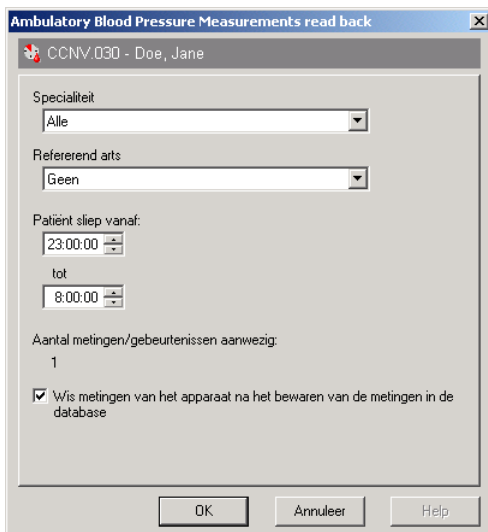 Ambulatory Blood Pressure Measurements read back
CCNV.030 - Doe, Jane
Specialiteit
Alle
Refererend arts
Geen
Patiënt sliep vanaf:
23:00:00
tot
8:00:00
Aantal metingen/gebeurtenissen aanwezig:
1
Wis metingen van het apparaat na het bewaren van de metingen in de
database
OK Annuleer Help